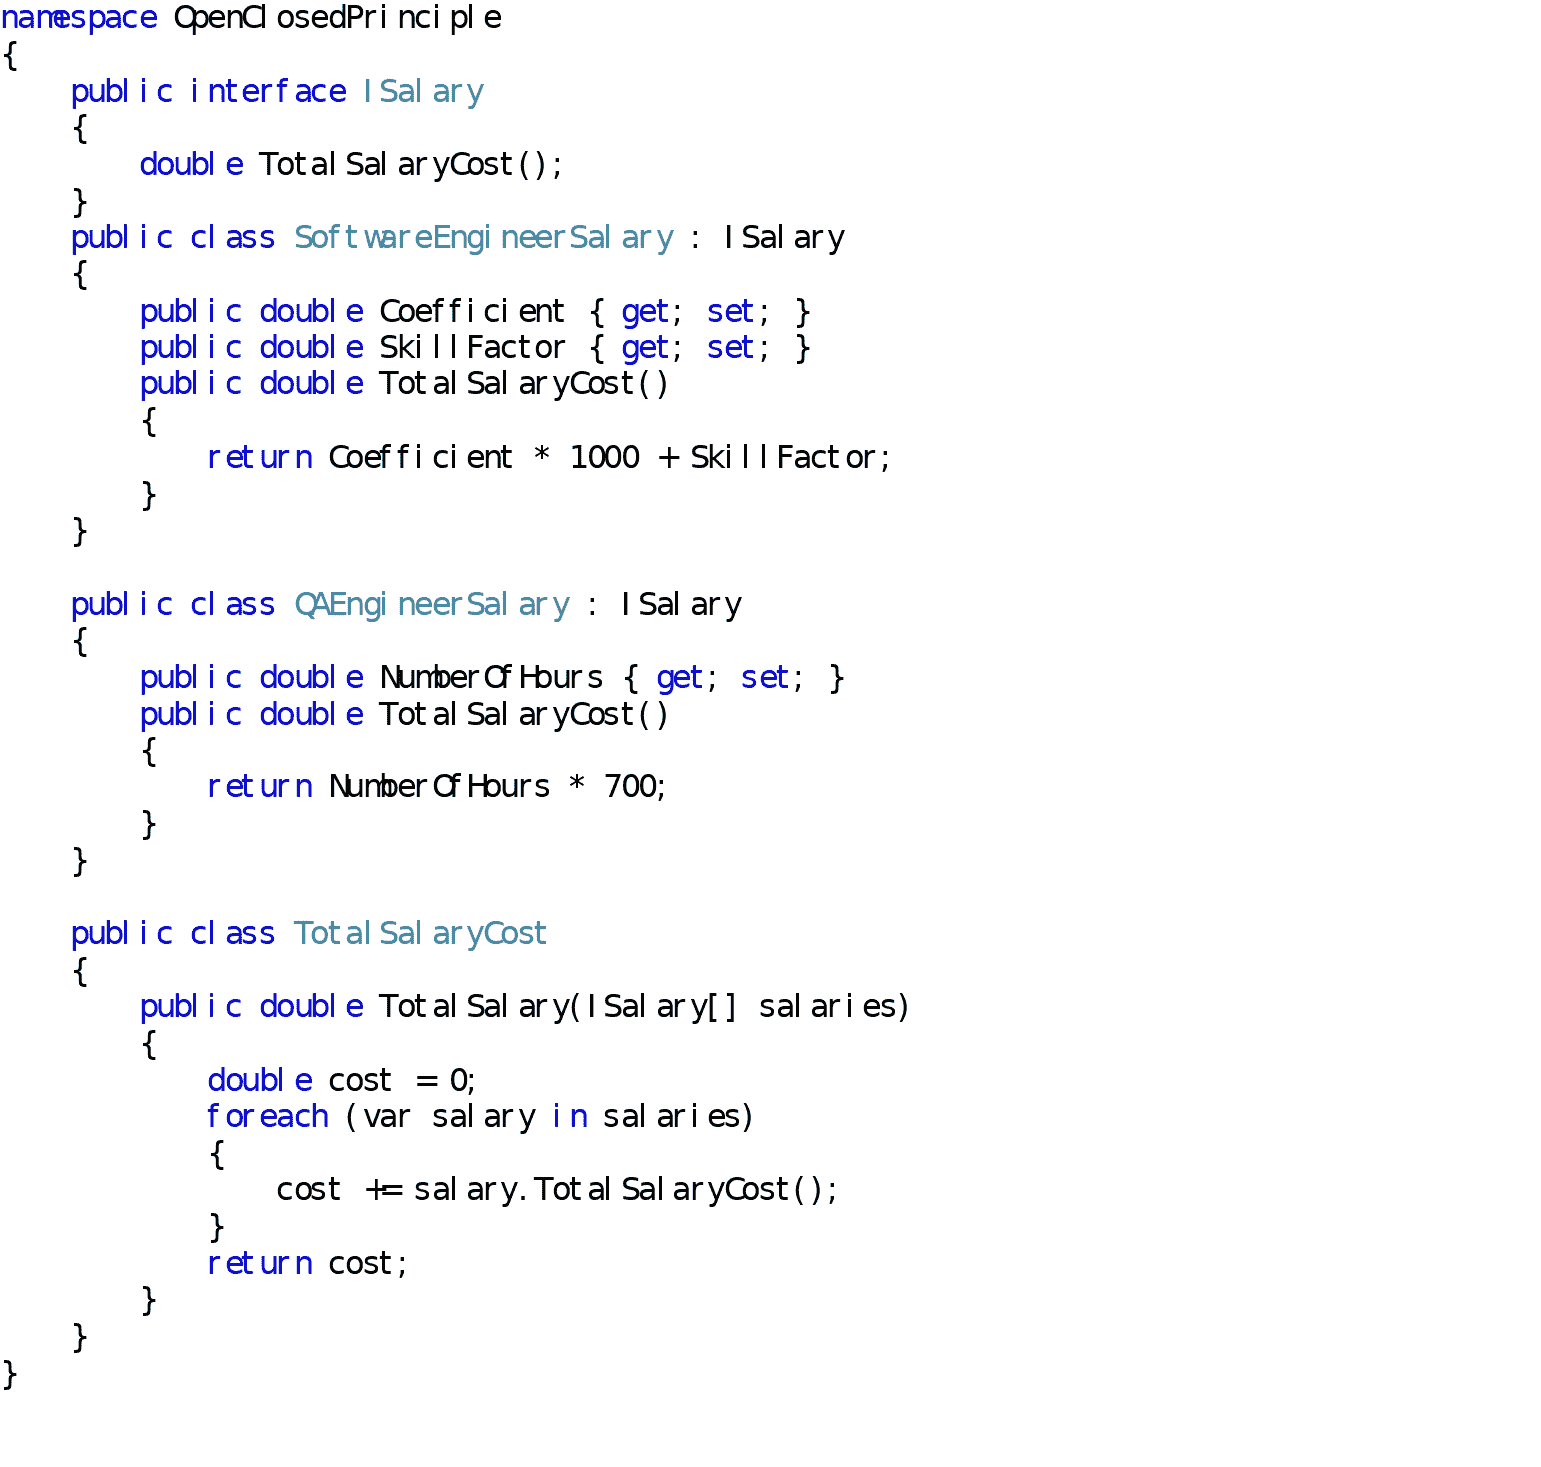 namespace OpenClosedPrinciple
{
    public interface ISalary
    {
        double TotalSalaryCost();
    }
    public class SoftwareEngineerSalary : ISalary
    {
        public double Coefficient { get; set; }
        public double SkillFactor { get; set; }
        public double TotalSalaryCost()
        {
            return Coefficient * 1000 + SkillFactor;
        }
    }

    public class QAEngineerSalary : ISalary
    {
        public double NumberOfHours { get; set; }
        public double TotalSalaryCost()
        {
            return NumberOfHours * 700;
        }
    }

    public class TotalSalaryCost
    {
        public double TotalSalary(ISalary[] salaries)
        {
            double cost = 0;
            foreach (var salary in salaries)
            {
                cost += salary.TotalSalaryCost();
            }
            return cost;
        }
    }
}